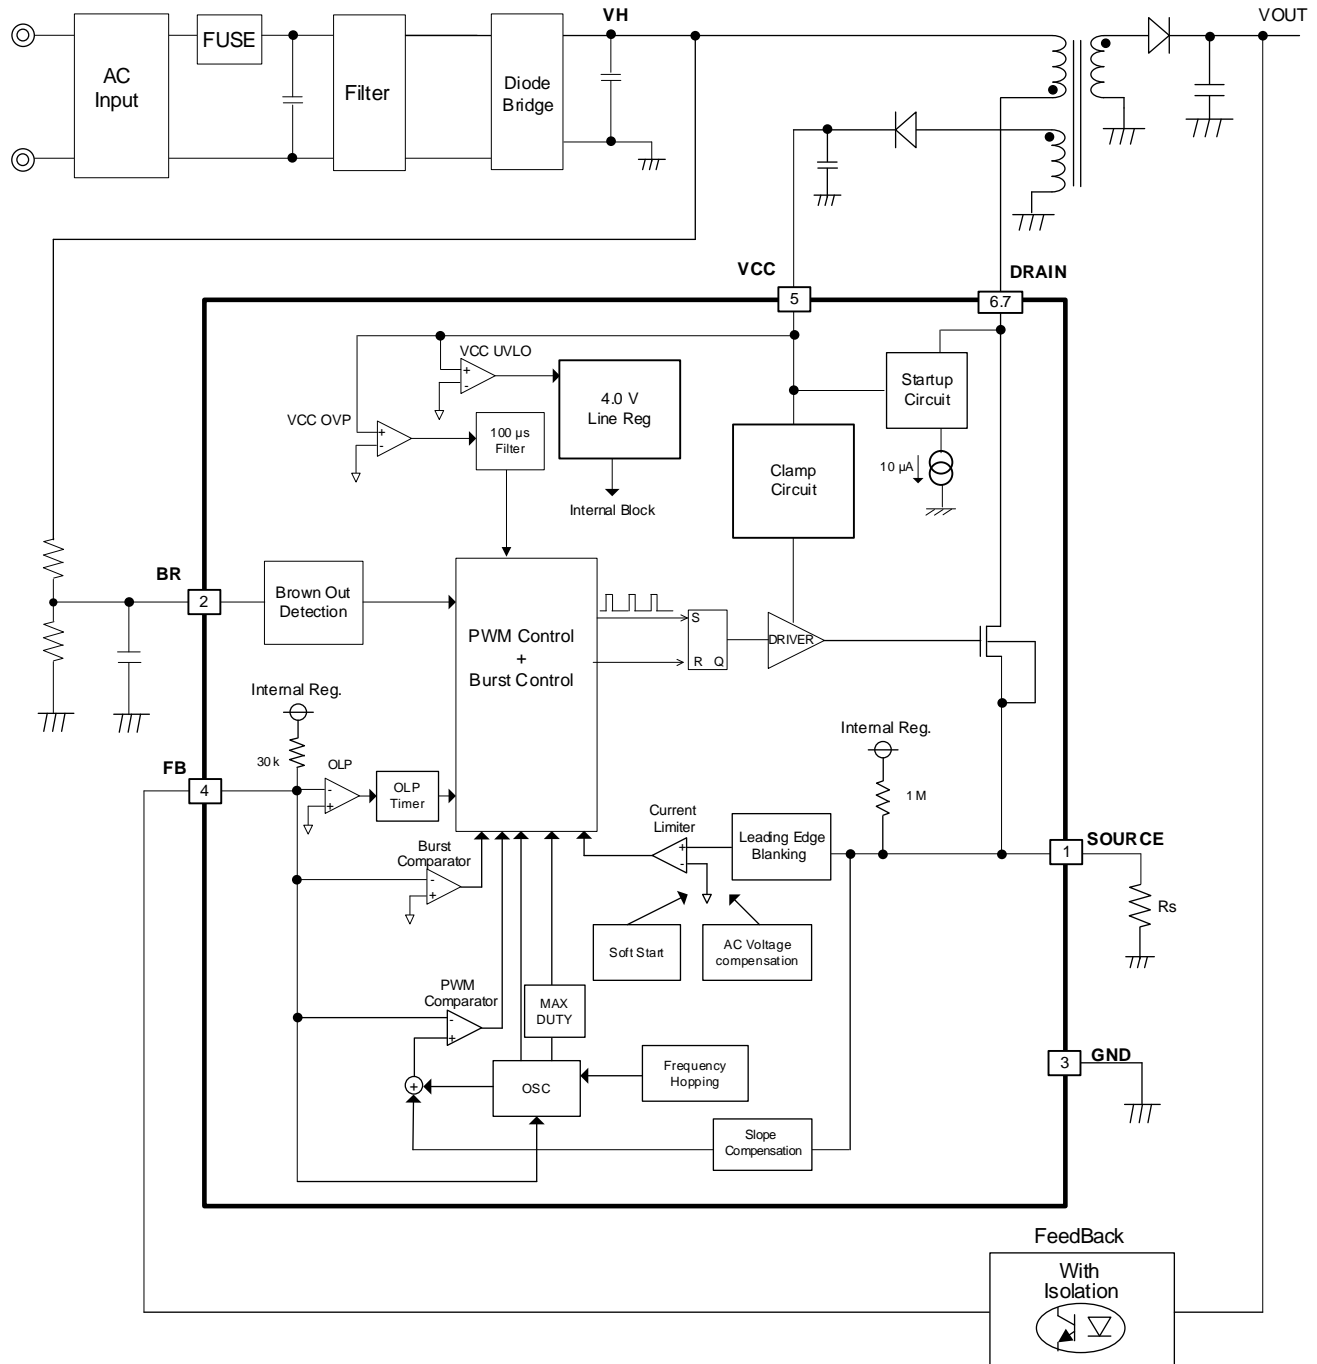 VH
VOUT
AC
Input
FUSE
Filter
Diode
Bridge
VCC
DRAIN
5
6.7
VCC UVLO
+
-
4.0 V
Line Reg
Startup
Circuit
VCC OVP
+
-
100 µs
Filter
Clamp
Circuit
10 µA
Internal Block
BR
2
Brown Out
Detection
PWM Control
+
Burst Control
S
R Q
DRIVER
Internal Reg.
30k
FB
4
OLP
-
+
OLP
Timer
Internal Reg.
1 M
Current
Limiter
+
-
Leading Edge
Blanking
SOURCE
1
Rs
Burst
Comparator
-
+
Soft Start
AC Voltage
compensation
PWM
Comparator
-
+
MAX
DUTY
+
OSC
Frequency
Hopping
3
GND
Slope
Compensation
FeedBack
With
Isolation